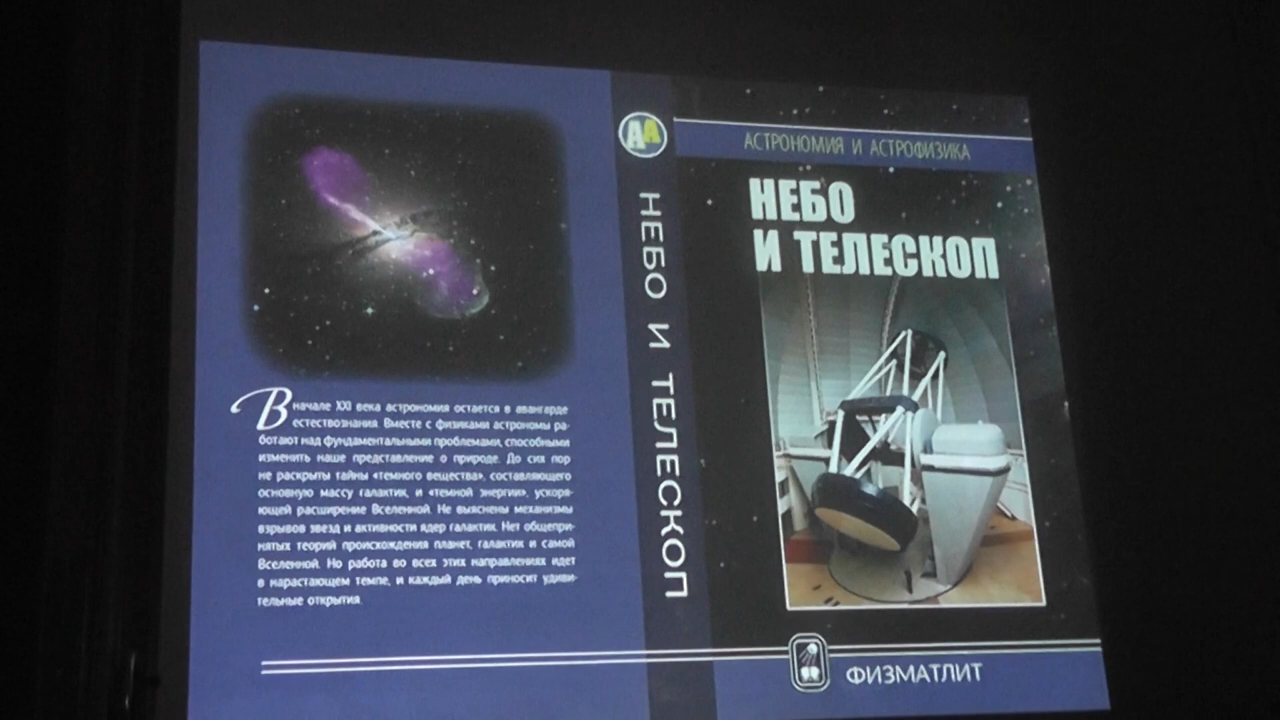 В начале XXI века астрономия остается в авангарде
естествознания. Вместе с физиками астрономы ра-
ботают над фундаментальными проблемами, способными
изменить наше представление о природе. До сих пор
не раскрыты тайны «темного вещества», составляющего
основную массу галактик, и «темной энергии», ускоря-
ющей расширение Вселенной. Не выяснены механизмы
взрывов звезд и активности ядер галактик. Нет общепри-
нятых теорий происхождения планет, галактик и самой
Вселенной. Но работа во всех этих направлениях идет
в нарастающем темпе, и каждый день приносит удиви-
тельные открытия.
АА
НЕБО И ТЕЛЕСКОП
АСТРОНОМИЯ И АСТРОФИЗИКА
НЕБО
И ТЕЛЕСКОП
ФИЗМАТЛИТ